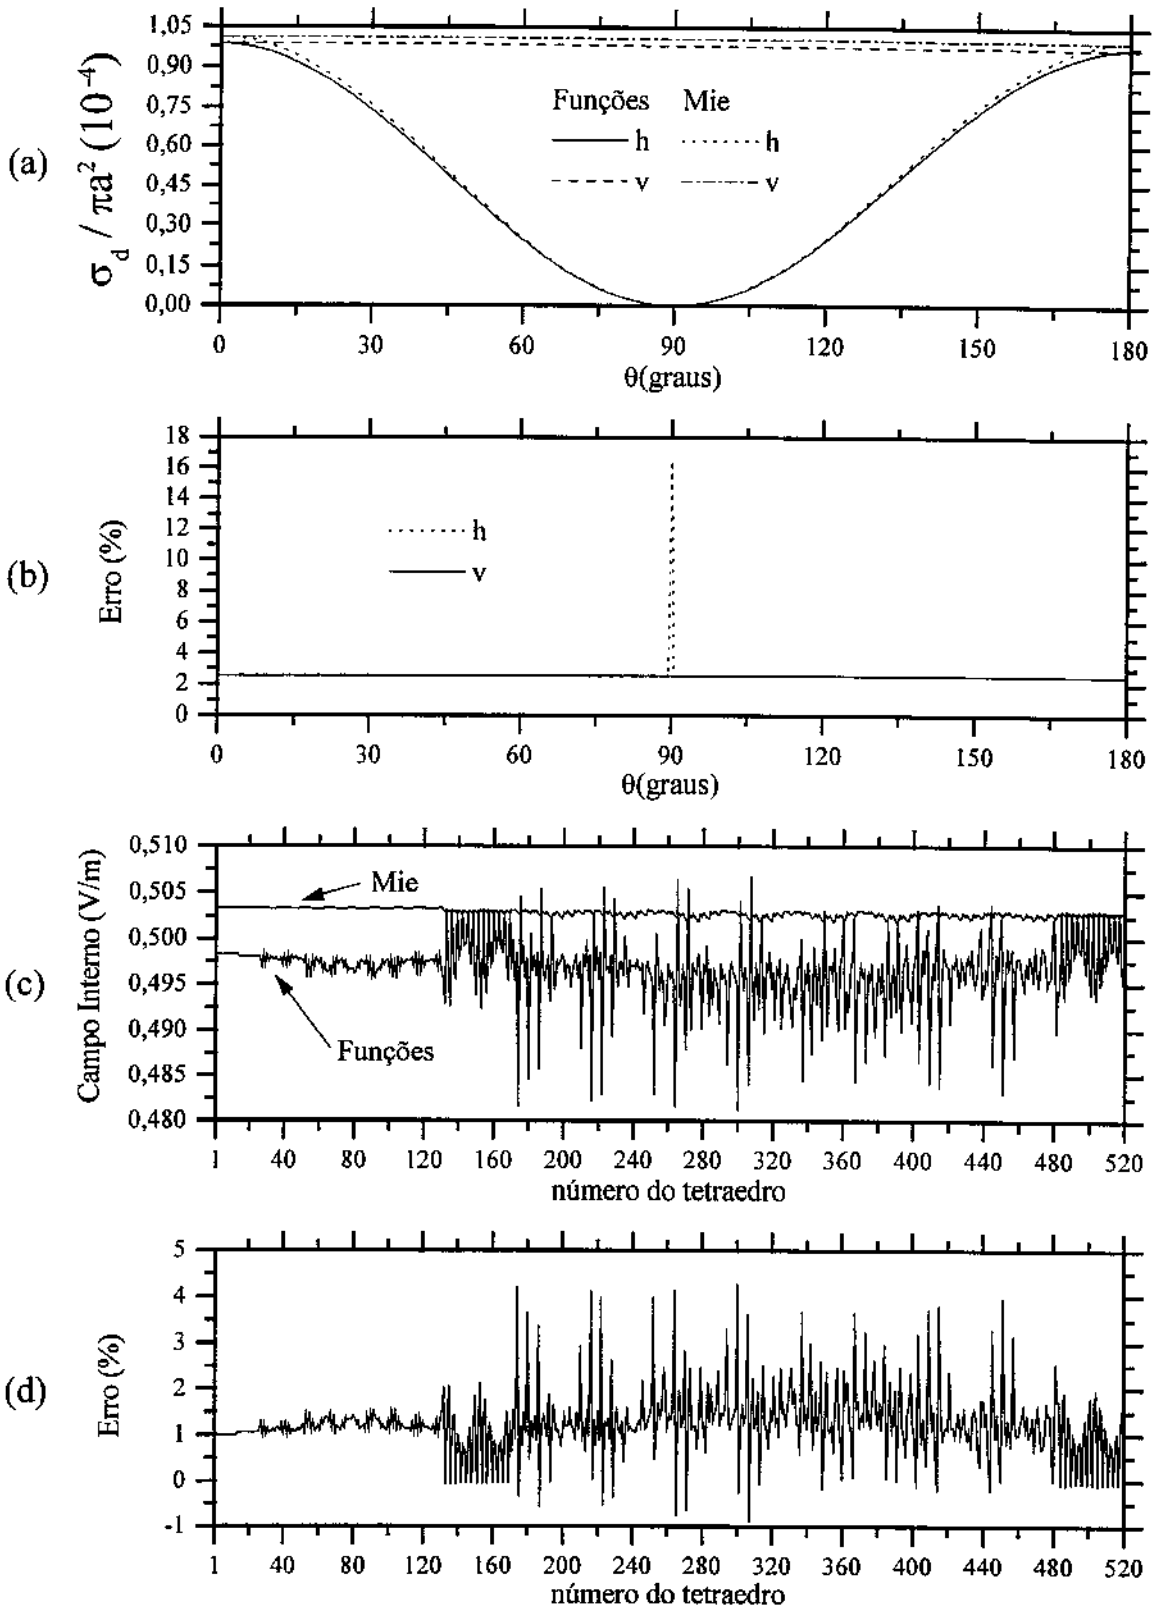 (a)
σd / πa² (10⁻⁴)
1,05
0,90
0,75
0,60
0,45
0,30
0,15
0,00
Funções Mie
h h
v v
0 30 60 90 120 150 180
θ(graus)
(b)
Erro (%)
18
16
14
12
10
8
6
4
2
0
h
v
0 30 60 90 120 150 180
θ(graus)
(c)
Campo Interno (V/m)
0,510
0,505
0,500
0,495
0,490
0,485
0,480
Mie
Funções
1 40 80 120 160 200 240 280 320 360 400 440 480 520
número do tetraedro
(d)
Erro (%)
5
4
3
2
1
0
-1
1 40 80 120 160 200 240 280 320 360 400 440 480 520
número do tetraedro